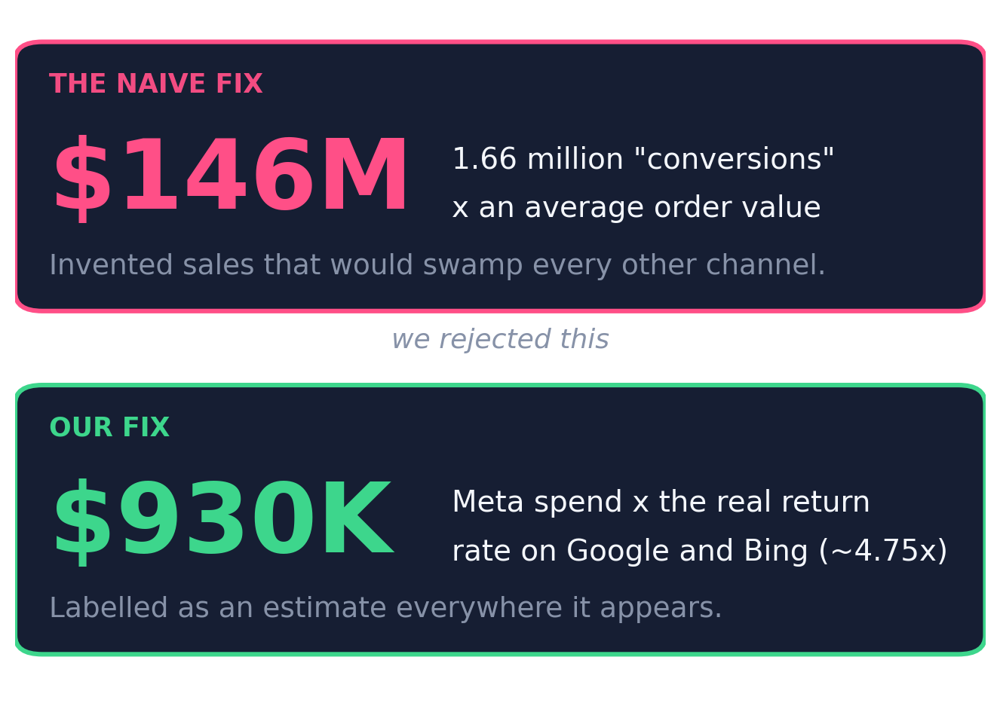 THE NAIVE FIX
$146M
1.66 million "conversions"
x an average order value
Invented sales that would swamp every other channel.
we rejected this
OUR FIX
$930K
Meta spend x the real return
rate on Google and Bing (~4.75x)
Labelled as an estimate everywhere it appears.